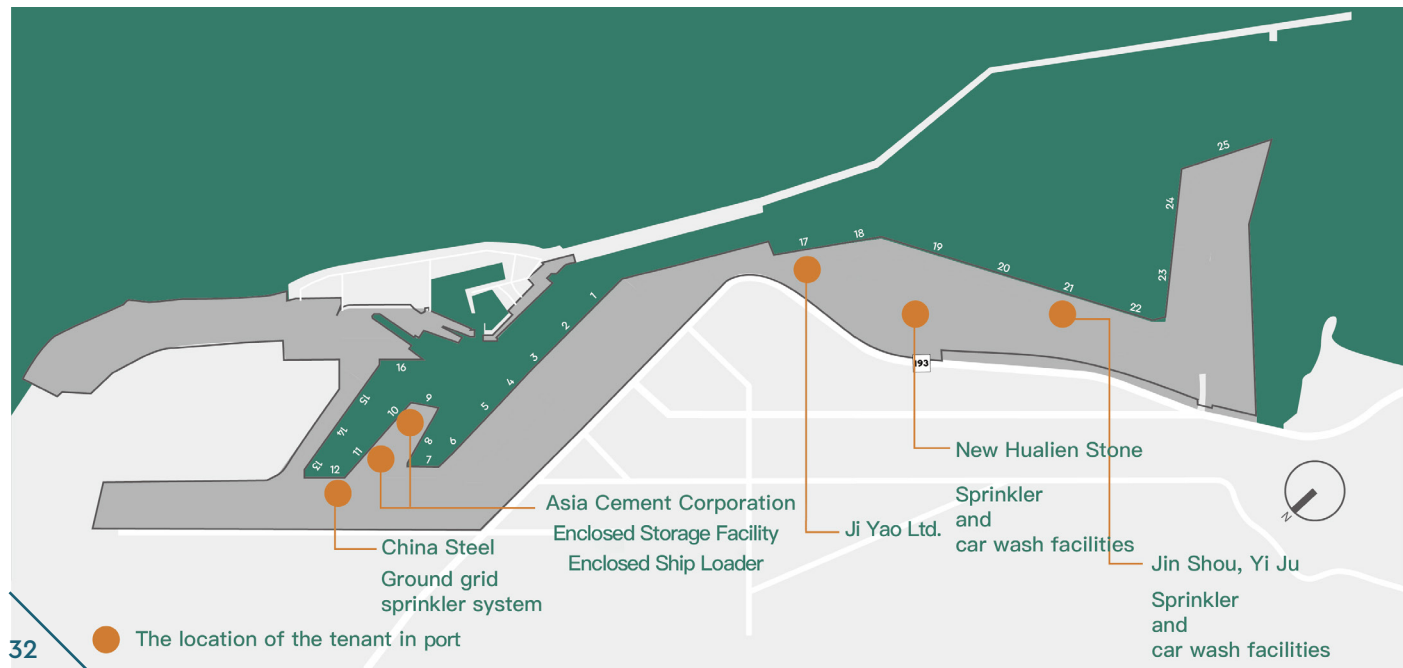 25
24
23
22
21
20
19
18
17
1
2
3
4
5
6
7
8
9
10
11
12
13
14
15
16
193
N
New Hualien Stone
Sprinkler
and
car wash facilities
Ji Yao Ltd.
Asia Cement Corporation
Enclosed Storage Facility
Enclosed Ship Loader
China Steel
Ground grid
sprinkler system
Jin Shou, Yi Ju
Sprinkler
and
car wash facilities
The location of the tenant in port
32